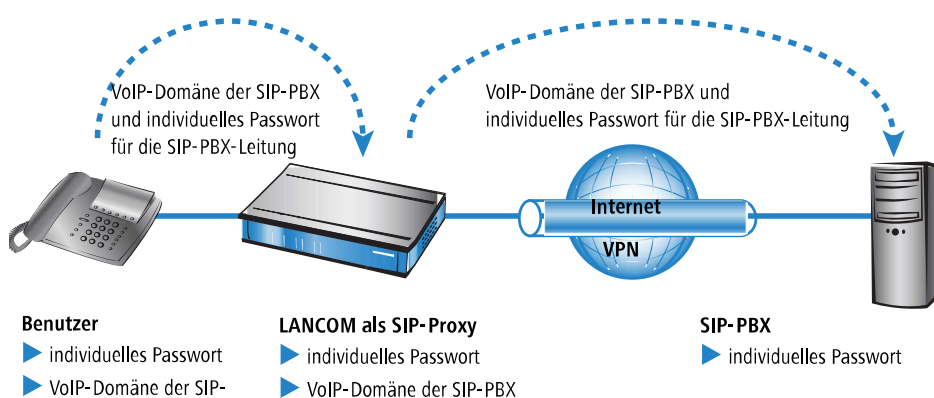 VoIP-Domäne der SIP-PBX
und individuelles Passwort
für die SIP-PBX-Leitung
VoIP-Domäne der SIP-PBX und
individuelles Passwort für die SIP-PBX-Leitung
Internet
VPN
Benutzer
individuelles Passwort
VoIP-Domäne der SIP-
LANCOM als SIP-Proxy
individuelles Passwort
VoIP-Domäne der SIP-PBX
SIP-PBX
individuelles Passwort